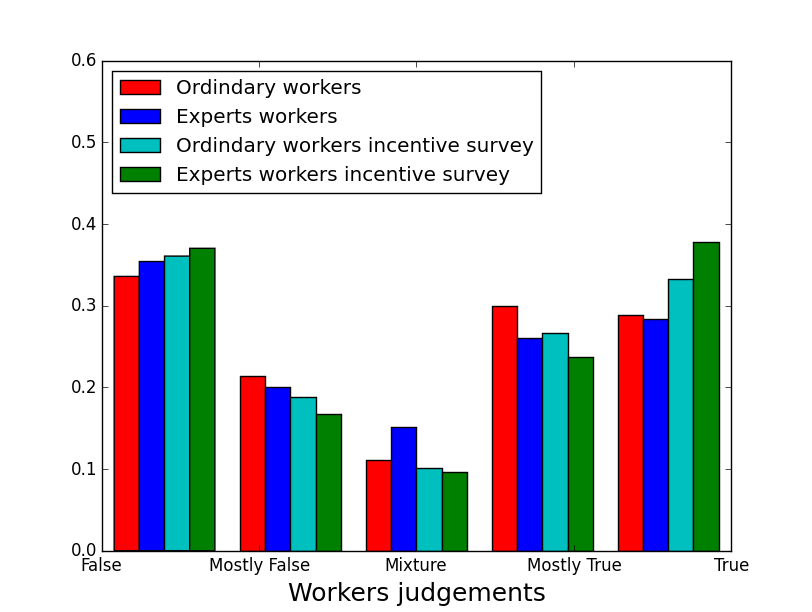 0.6
0.5
0.4
0.3
0.2
0.1
0.0
Ordindary workers
Experts workers
Ordindary workers incentive survey
Experts workers incentive survey
False
Mostly False
Mixture
Mostly True
True
Workers judgements